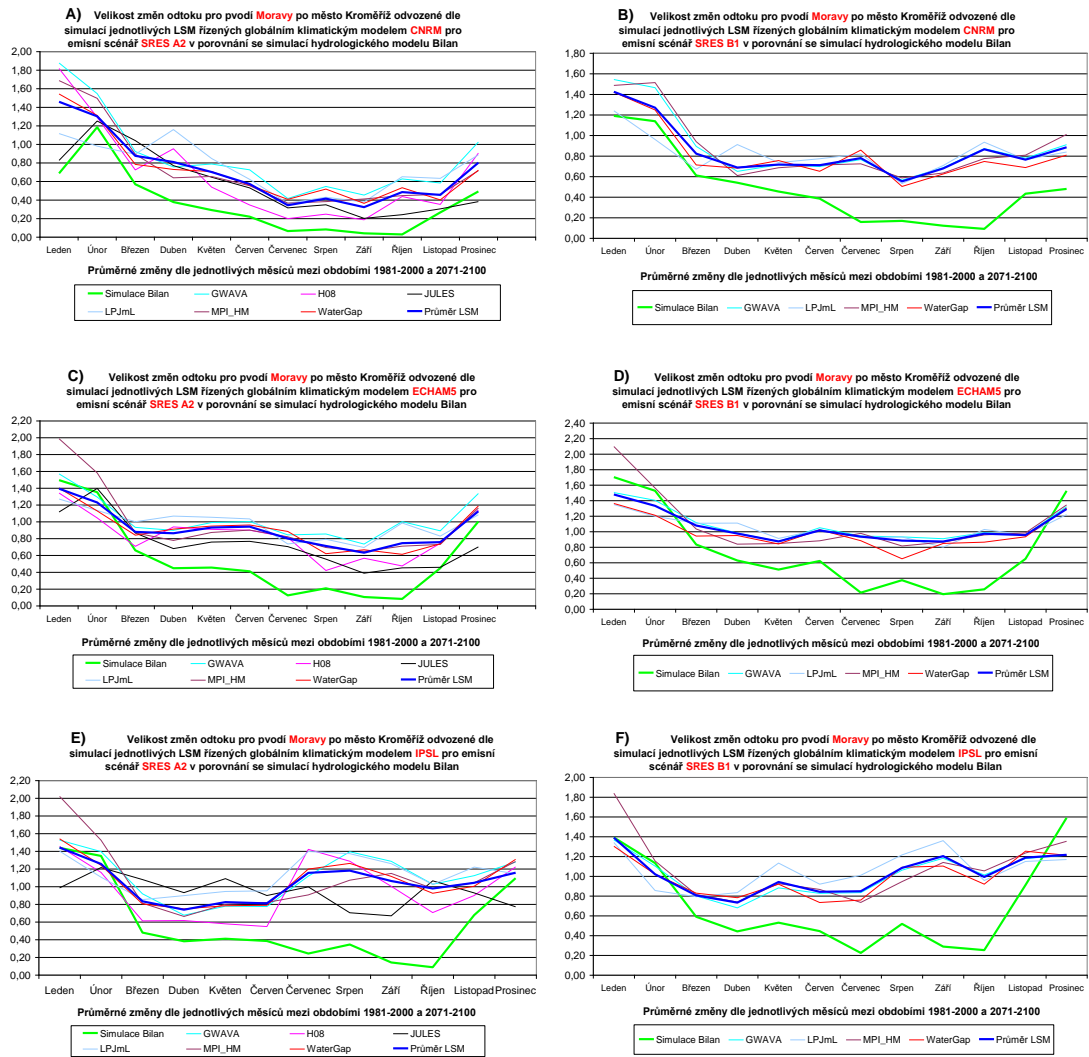 A) Velikost změn odtoku pro pvodí Moravy po město Kroměříž odvozené dle
simulací jednotlivých LSM řízených globálním klimatickým modelem CNRM pro
emisní scénář SRES A2 v porovnání se simulací hydrologického modelu Bilan
2,00
1,80
1,60
1,40
1,20
1,00
0,80
0,60
0,40
0,20
0,00
Leden Únor Březen Duben Květen Červen Červenec Srpen Září Říjen Listopad Prosinec
Průměrné změny dle jednotlivých měsíců mezi obdobími 1981-2000 a 2071-2100
Simulace Bilan GWAVA H08 JULES
LPJmL MPI_HM WaterGap Průměr LSM
B) Velikost změn odtoku pro pvodí Moravy po město Kroměříž odvozené dle
simulací jednotlivých LSM řízených globálním klimatickým modelem CNRM pro
emisní scénář SRES B1 v porovnání se simulací hydrologického modelu Bilan
1,80
1,60
1,40
1,20
1,00
0,80
0,60
0,40
0,20
0,00
Leden Únor Březen Duben Květen Červen Červenec Srpen Září Říjen Listopad Prosinec
Průměrné změny dle jednotlivých měsíců mezi obdobími 1981-2000 a 2071-2100
Simulace Bilan GWAVA LPJmL MPI_HM WaterGap Průměr LSM
C) Velikost změn odtoku pro pvodí Moravy po město Kroměříž odvozené dle
simulací jednotlivých LSM řízených globálním klimatickým modelem ECHAM5 pro
emisní scénář SRES A2 v porovnání se simulací hydrologického modelu Bilan
2,20
2,00
1,80
1,60
1,40
1,20
1,00
0,80
0,60
0,40
0,20
0,00
Leden Únor Březen Duben Květen Červen Červenec Srpen Září Říjen Listopad Prosinec
Průměrné změny dle jednotlivých měsíců mezi obdobími 1981-2000 a 2071-2100
Simulace Bilan GWAVA H08 JULES
LPJmL MPI_HM WaterGap Průměr LSM
D) Velikost změn odtoku pro pvodí Moravy po město Kroměříž odvozené dle
simulací jednotlivých LSM řízených globálním klimatickým modelem ECHAM5 pro
emisní scénář SRES B1 v porovnání se simulací hydrologického modelu Bilan
2,40
2,20
2,00
1,80
1,60
1,40
1,20
1,00
0,80
0,60
0,40
0,20
0,00
Leden Únor Březen Duben Květen Červen Červenec Srpen Září Říjen Listopad Prosinec
Průměrné změny dle jednotlivých měsíců mezi obdobími 1981-2000 a 2071-2100
Simulace Bilan GWAVA LPJmL MPI_HM WaterGap Průměr LSM
E) Velikost změn odtoku pro pvodí Moravy po město Kroměříž odvozené dle
simulací jednotlivých LSM řízených globálním klimatickým modelem IPSL pro emisní
scénář SRES A2 v porovnání se simulací hydrologického modelu Bilan
2,20
2,00
1,80
1,60
1,40
1,20
1,00
0,80
0,60
0,40
0,20
0,00
Leden Únor Březen Duben Květen Červen Červenec Srpen Září Říjen Listopad Prosinec
Průměrné změny dle jednotlivých měsíců mezi obdobími 1981-2000 a 2071-2100
Simulace Bilan GWAVA H08 JULES
LPJmL MPI_HM WaterGap Průměr LSM
F) Velikost změn odtoku pro pvodí Moravy po město Kroměříž odvozené dle
simulací jednotlivých LSM řízených globálním klimatickým modelem IPSL pro emisní
scénář SRES B1 v porovnání se simulací hydrologického modelu Bilan
2,00
1,80
1,60
1,40
1,20
1,00
0,80
0,60
0,40
0,20
0,00
Leden Únor Březen Duben Květen Červen Červenec Srpen Září Říjen Listopad Prosinec
Průměrné změny dle jednotlivých měsíců mezi obdobími 1981-2000 a 2071-2100
Simulace Bilan GWAVA LPJmL MPI_HM WaterGap Průměr LSM